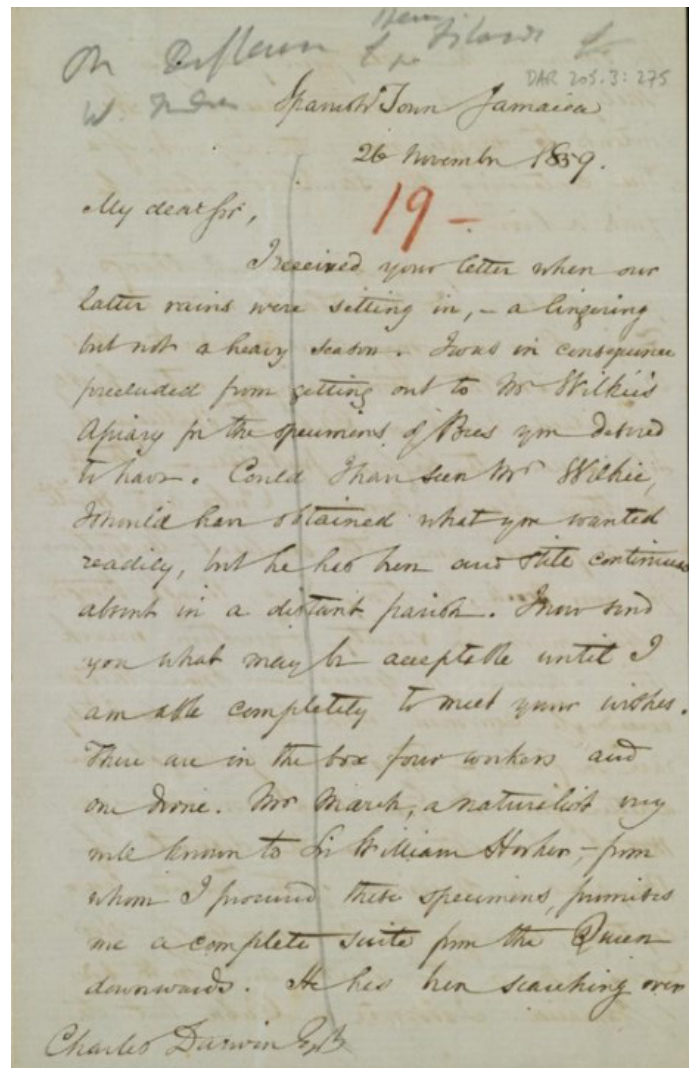 On
DAR 205.3: 275
Spanish Town Jamaica
26 November 1859.
19 –
My dear Sir,
I received your letter when our
latter rains were setting in, – a lingering
but not a heavy season. I was in consequence
precluded from getting out to Mr Wilkie's
Apiary for the specimens of Bees you desired
to have. Could I have seen Mr Wilkie,
I should have obtained what you wanted
readily, but he has been and still continues
absent in a distant parish. I now send
you what may be acceptable until I
am able completely to meet your wishes.
There are in the box four workers and
one drone. Mr March, a naturalist very
well known to Sir William Hooker, – from
whom I procured these specimens, promises
me a complete suite from the Queen
downwards. He has been searching over
Charles Darwin Esqr